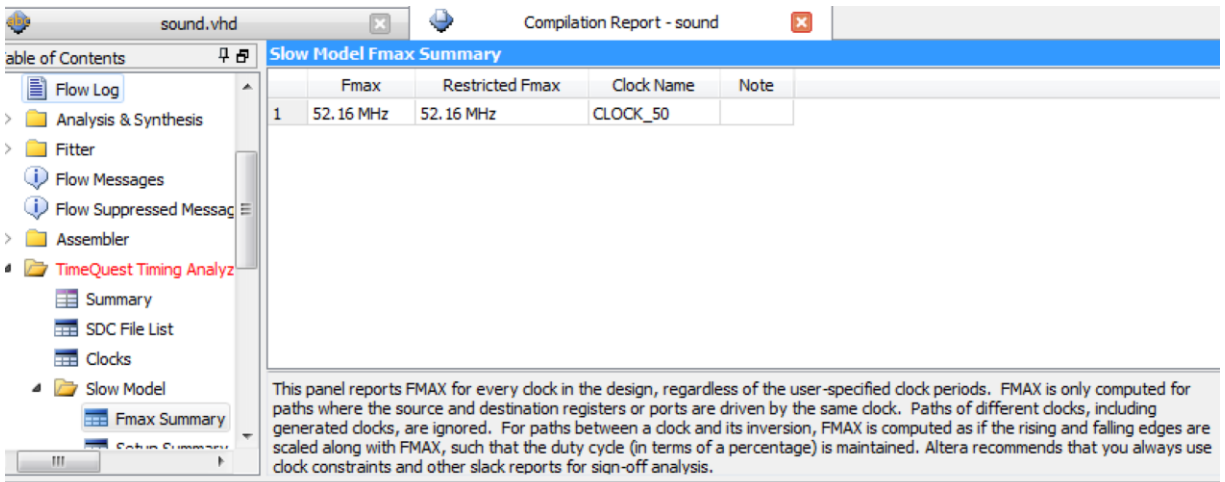 sound.vhd
Compilation Report - sound
Table of Contents
Flow Log
Analysis & Synthesis
Fitter
Flow Messages
Flow Suppressed Messag
Assembler
TimeQuest Timing Analyz
Summary
SDC File List
Clocks
Slow Model
Fmax Summary
Setup Summary
Slow Model Fmax Summary
Fmax Restricted Fmax Clock Name Note
1 52.16 MHz 52.16 MHz CLOCK_50
This panel reports FMAX for every clock in the design, regardless of the user-specified clock periods. FMAX is only computed for
paths where the source and destination registers or ports are driven by the same clock. Paths of different clocks, including
generated clocks, are ignored. For paths between a clock and its inversion, FMAX is computed as if the rising and falling edges are
scaled along with FMAX, such that the duty cycle (in terms of a percentage) is maintained. Altera recommends that you always use
clock constraints and other slack reports for sign-off analysis.